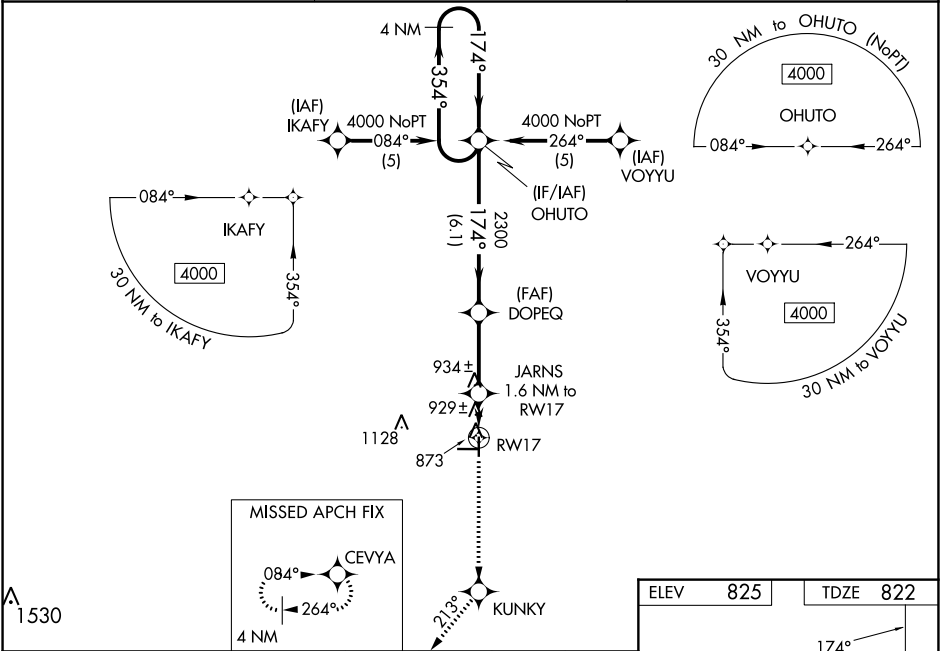 4 NM
174°
354°
(IAF)
IKAFY
4000 NoPT
084°
(5)
4000 NoPT
264°
(5)
(IAF)
VOYYU
(IF/IAF)
OHUTO
30 NM to OHUTO (NoPT)
4000
OHUTO
084°
264°
084°
IKAFY
4000
354°
30 NM to IKAFY
2300
174°
(6.1)
(FAF)
DOPEQ
264°
VOYYU
4000
354°
30 NM to VOYYU
934±
JARNS
1.6 NM to
RW17
929±
1128
873
RW17
MISSED APCH FIX
CEVYA
084°
264°
4 NM
1530
KUNKY
213°
ELEV 825
TDZE 822
174°